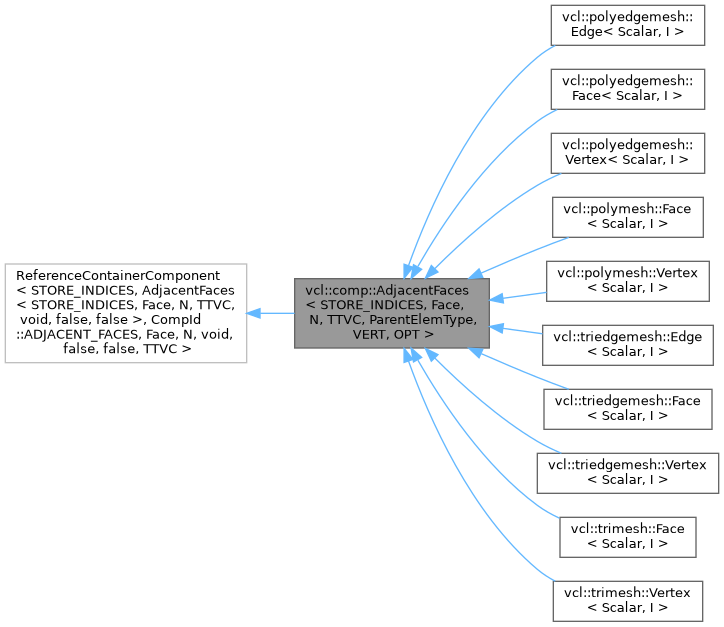 ReferenceContainerComponent
< STORE_INDICES, AdjacentFaces
< STORE_INDICES, Face, N, TTVC,
void, false, false >, CompId
::ADJACENT_FACES, Face, N, void,
false, false, TTVC >
vcl::comp::AdjacentFaces
< STORE_INDICES, Face,
N, TTVC, ParentElemType,
VERT, OPT >
vcl::polyedgemesh::
Edge< Scalar, I >
vcl::polyedgemesh::
Face< Scalar, I >
vcl::polyedgemesh::
Vertex< Scalar, I >
vcl::polymesh::Face
< Scalar, I >
vcl::polymesh::Vertex
< Scalar, I >
vcl::triedgemesh::Edge
< Scalar, I >
vcl::triedgemesh::Face
< Scalar, I >
vcl::triedgemesh::Vertex
< Scalar, I >
vcl::trimesh::Face
< Scalar, I >
vcl::trimesh::Vertex
< Scalar, I >